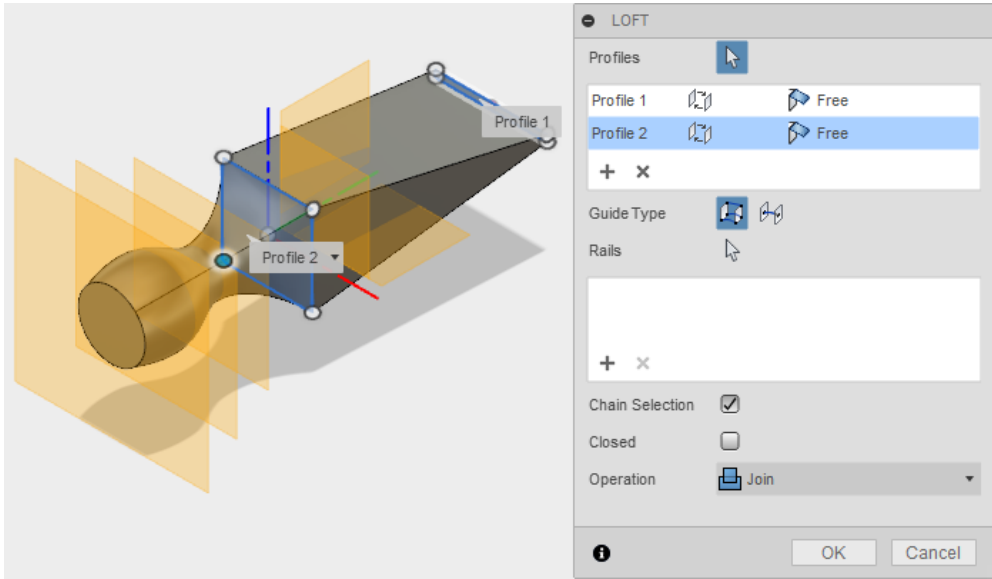 LOFT
Profiles
Profile 1 Free
Profile 2 Free
Guide Type
Rails
Chain Selection
Closed
Operation Join
OK Cancel
Profile 1
Profile 2